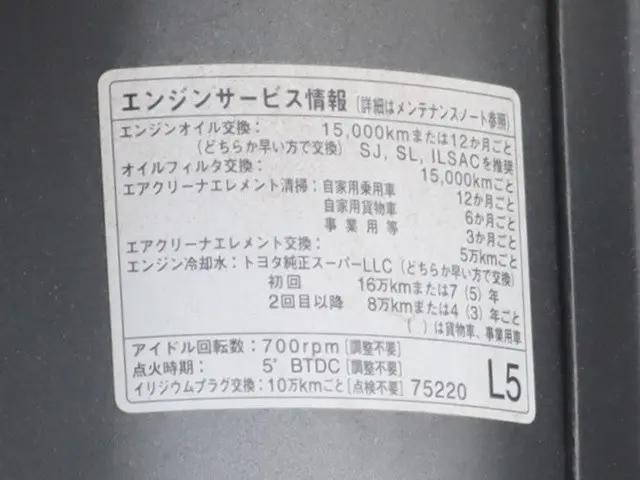 エンジンサービス情報 [詳細はメンテナンスノート参照]
エンジンオイル交換： 15,000kmまたは12か月ごと
(どちらか早い方で交換) SJ, SL, ILSACを推奨
オイルフィルタ交換： 15,000kmごと
エアクリーナエレメント清掃：自家用乗用車 12か月ごと
自家用貨物車 6か月ごと
事業用等 3か月ごと
エアクリーナエレメント交換： 5万kmごと
エンジン冷却水：トヨタ純正スーパーLLC (どちらか早い方で交換)
初回 16万kmまたは7 (5) 年
2回目以降 8万kmまたは4 (3) 年ごと
( ) は貨物車、事業用車
アイドル回転数：700rpm [調整不要]
点火時期： 5° BTDC [調整不要]
イリジウムプラグ交換：10万kmごと [点検不要] 75220 L5